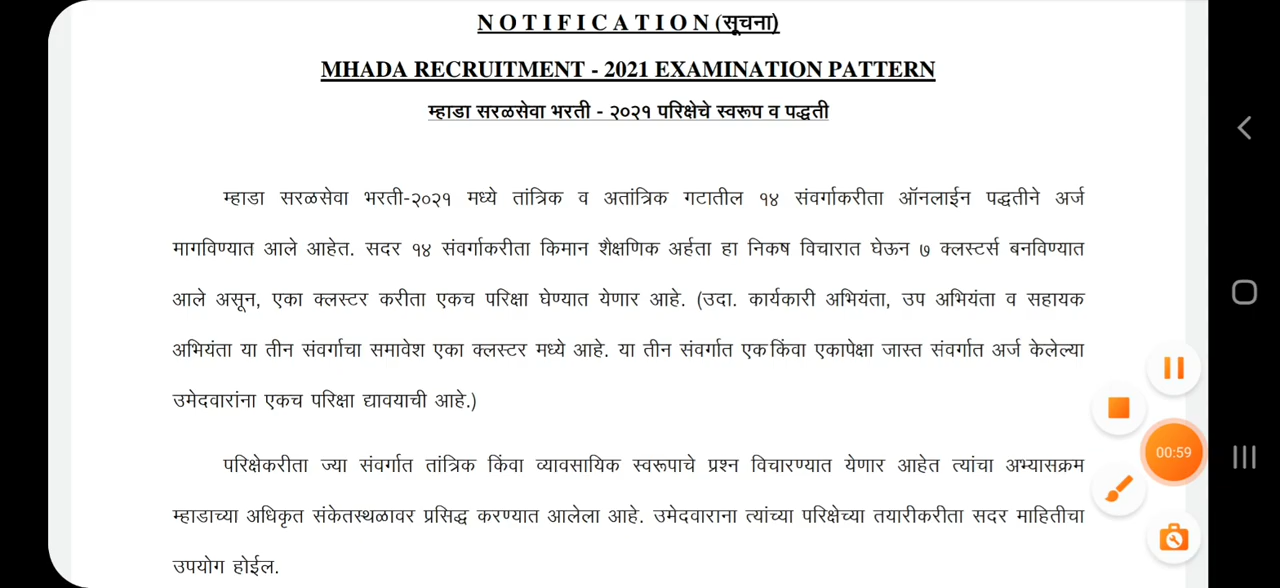 N O T I F I C A T I O N (सूचना)
MHADA RECRUITMENT - 2021 EXAMINATION PATTERN
म्हाडा सरळसेवा भरती - २०२१ परिक्षेचे स्वरूप व पद्धती
म्हाडा सरळसेवा भरती-२०२१ मध्ये तांत्रिक व अतांत्रिक गटातील १४ संवर्गाकरीता ऑनलाईन पद्धतीने अर्ज
मागविण्यात आले आहेत. सदर १४ संवर्गाकरीता किमान शैक्षणिक अर्हता हा निकष विचारात घेऊन ७ क्लस्टर्स बनविण्यात
आले असून, एका क्लस्टर करीता एकच परिक्षा घेण्यात येणार आहे. (उदा. कार्यकारी अभियंता, उप अभियंता व सहायक
अभियंता या तीन संवर्गाचा समावेश एका क्लस्टर मध्ये आहे. या तीन संवर्गात एक किंवा एकापेक्षा जास्त संवर्गात अर्ज केलेल्या
उमेदवारांना एकच परिक्षा द्यावयाची आहे.)
परिक्षेकरीता ज्या संवर्गात तांत्रिक किंवा व्यावसायिक स्वरूपाचे प्रश्न विचारण्यात येणार आहेत त्यांचा अभ्यासक्रम
म्हाडाच्या अधिकृत संकेतस्थळावर प्रसिद्ध करण्यात आलेला आहे. उमेदवाराना त्यांच्या परिक्षेच्या तयारीकरीता सदर माहितीचा
उपयोग होईल.
00:59